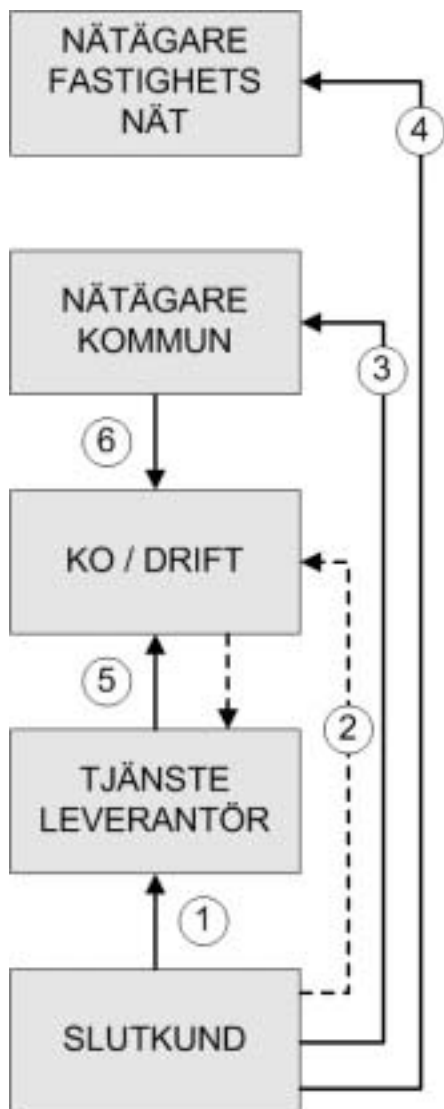 NÄTÄGARE
FASTIGHETS
NÄT
4
NÄTÄGARE
KOMMUN
3
6
KO / DRIFT
5
2
TJÄNSTE
LEVERANTÖR
1
SLUTKUND